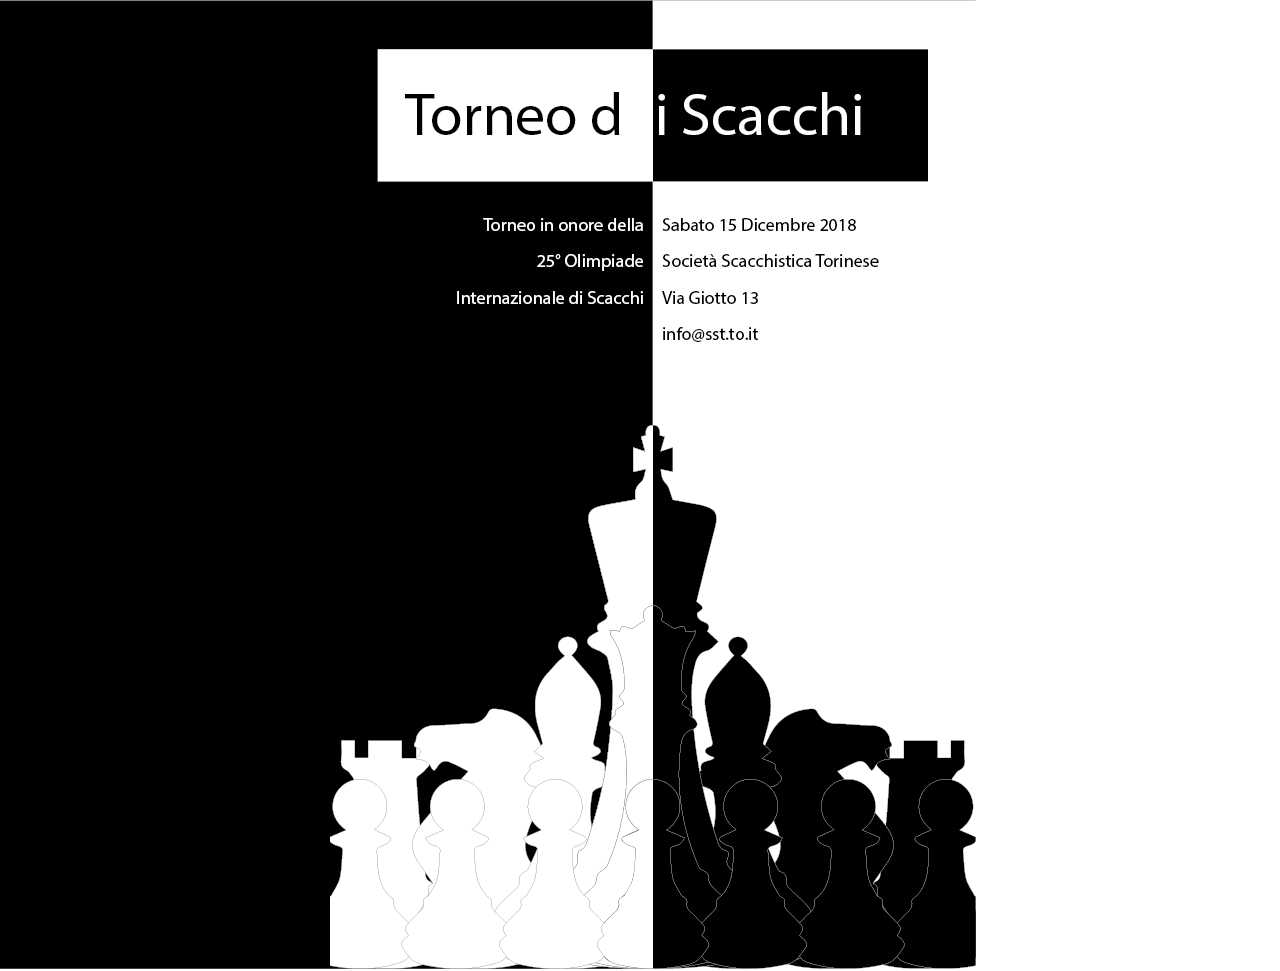 Torneo di Scacchi
Torneo in onore della
25° Olimpiade
Internazionale di Scacchi
Sabato 15 Dicembre 2018
Società Scacchistica Torinese
Via Giotto 13
info@sst.to.it